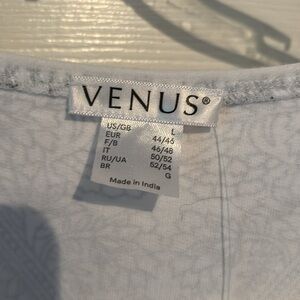 VENUS®
US/GB L
EUR 44/46
F/B 46/48
IT 50/52
RU/UA 52/54
BR G
Made in India